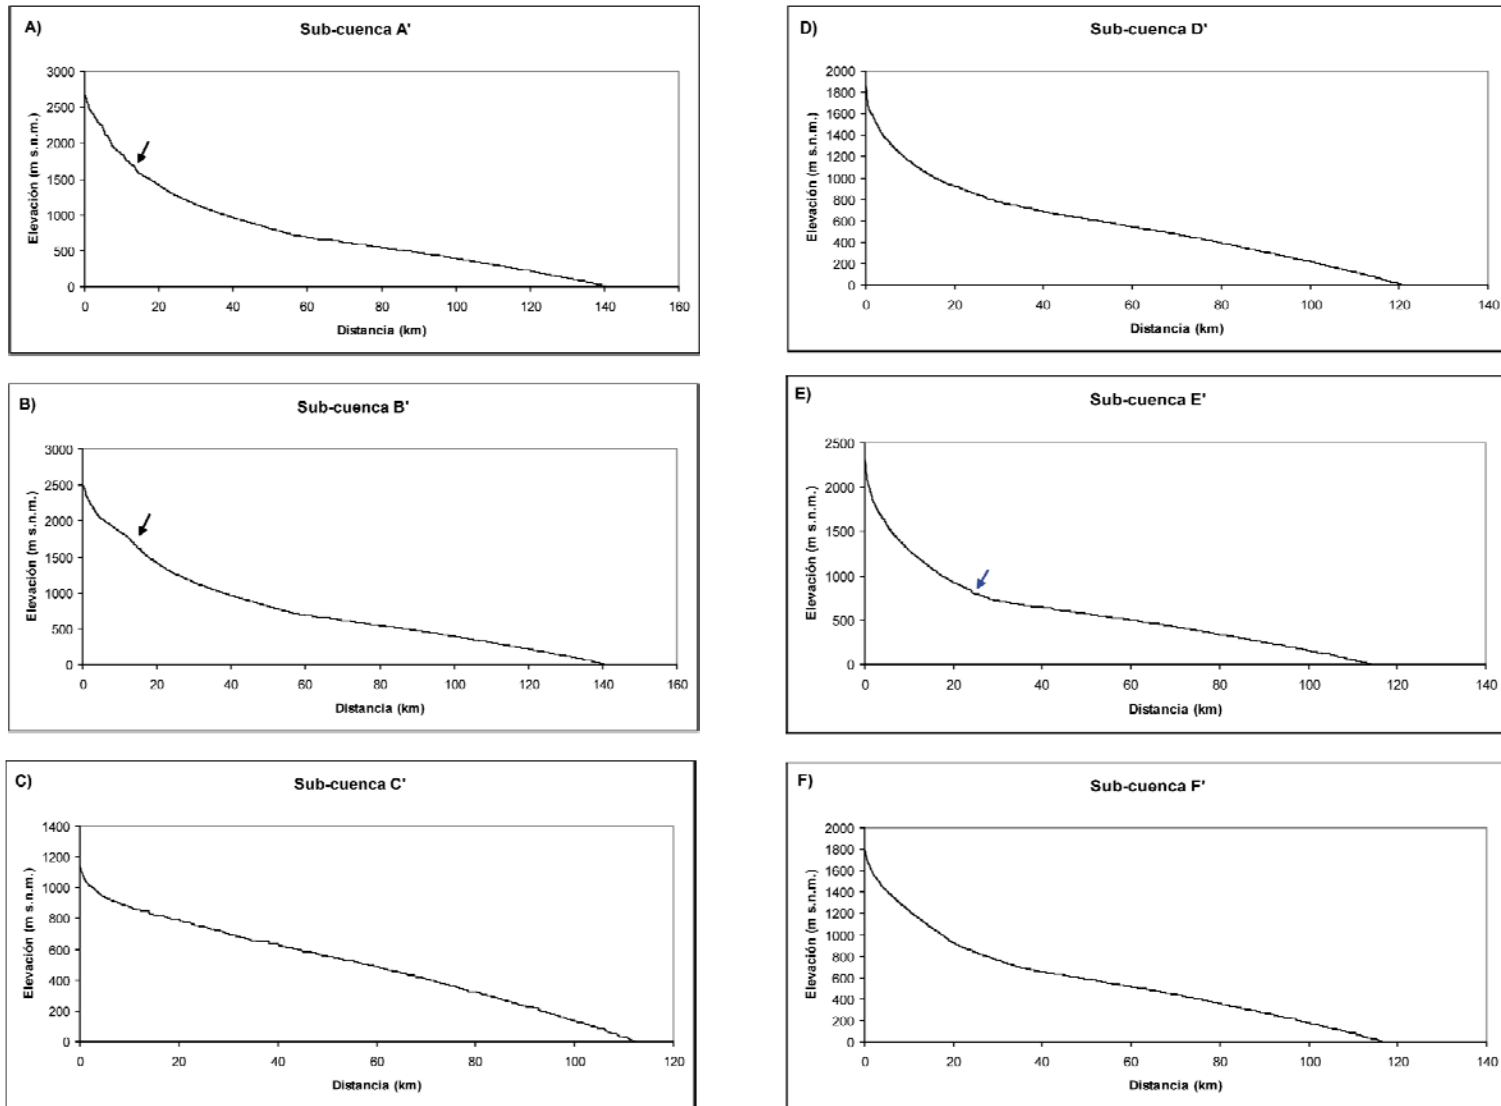 A)
Sub-cuenca A'
3000
2500
2000
1500
1000
500
0
Elevación (m s.n.m.)
0 20 40 60 80 100 120 140 160
Distancia (km)
B)
Sub-cuenca B'
3000
2500
2000
1500
1000
500
0
Elevación (m s.n.m.)
0 20 40 60 80 100 120 140 160
Distancia (km)
C)
Sub-cuenca C'
1400
1200
1000
800
600
400
200
0
Elevación (m s.n.m.)
0 20 40 60 80 100 120
Distancia (km)
D)
Sub-cuenca D'
2000
1800
1600
1400
1200
1000
800
600
400
200
0
Elevación (m s.n.m.)
0 20 40 60 80 100 120 140
Distancia (km)
E)
Sub-cuenca E'
2500
2000
1500
1000
500
0
Elevación (m s.n.m.)
0 20 40 60 80 100 120 140
Distancia (km)
F)
Sub-cuenca F'
2000
1800
1600
1400
1200
1000
800
600
400
200
0
Elevación (m s.n.m.)
0 20 40 60 80 100 120 140
Distancia (km)